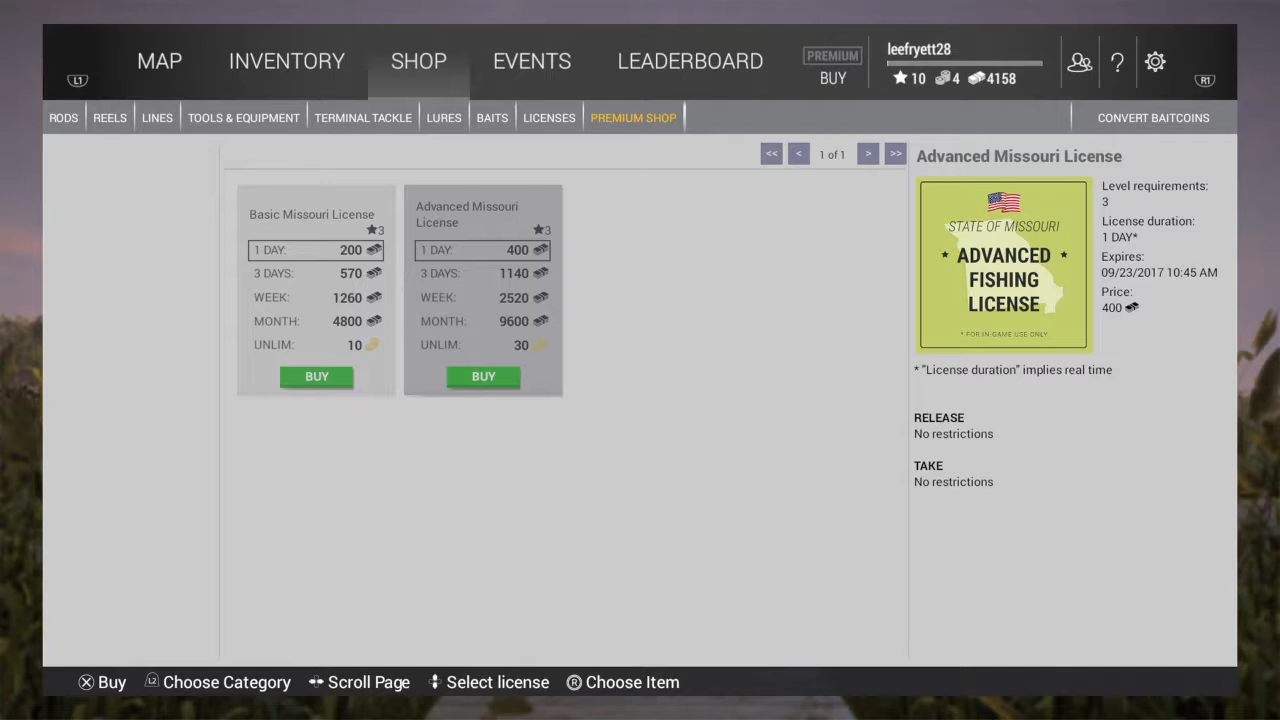 MAP INVENTORY SHOP EVENTS LEADERBOARD
PREMIUM
BUY
leefryett28
10 4 4158
?
L1
R1
RODS REELS LINES TOOLS & EQUIPMENT TERMINAL TACKLE LURES BAITS LICENSES PREMIUM SHOP CONVERT BAITCOINS
<< < 1 of 1 > >>
Basic Missouri License
3
1 DAY: 200
3 DAYS: 570
WEEK: 1260
MONTH: 4800
UNLIM: 10
BUY
Advanced Missouri
License
3
1 DAY: 400
3 DAYS: 1140
WEEK: 2520
MONTH: 9600
UNLIM: 30
BUY
Advanced Missouri License
STATE OF MISSOURI
ADVANCED
FISHING
LICENSE
* FOR IN-GAME USE ONLY
Level requirements:
3
License duration:
1 DAY*
Expires:
09/23/2017 10:45 AM
Price:
400
* "License duration" implies real time
RELEASE
No restrictions
TAKE
No restrictions
Buy L2 Choose Category Scroll Page Select license R Choose Item